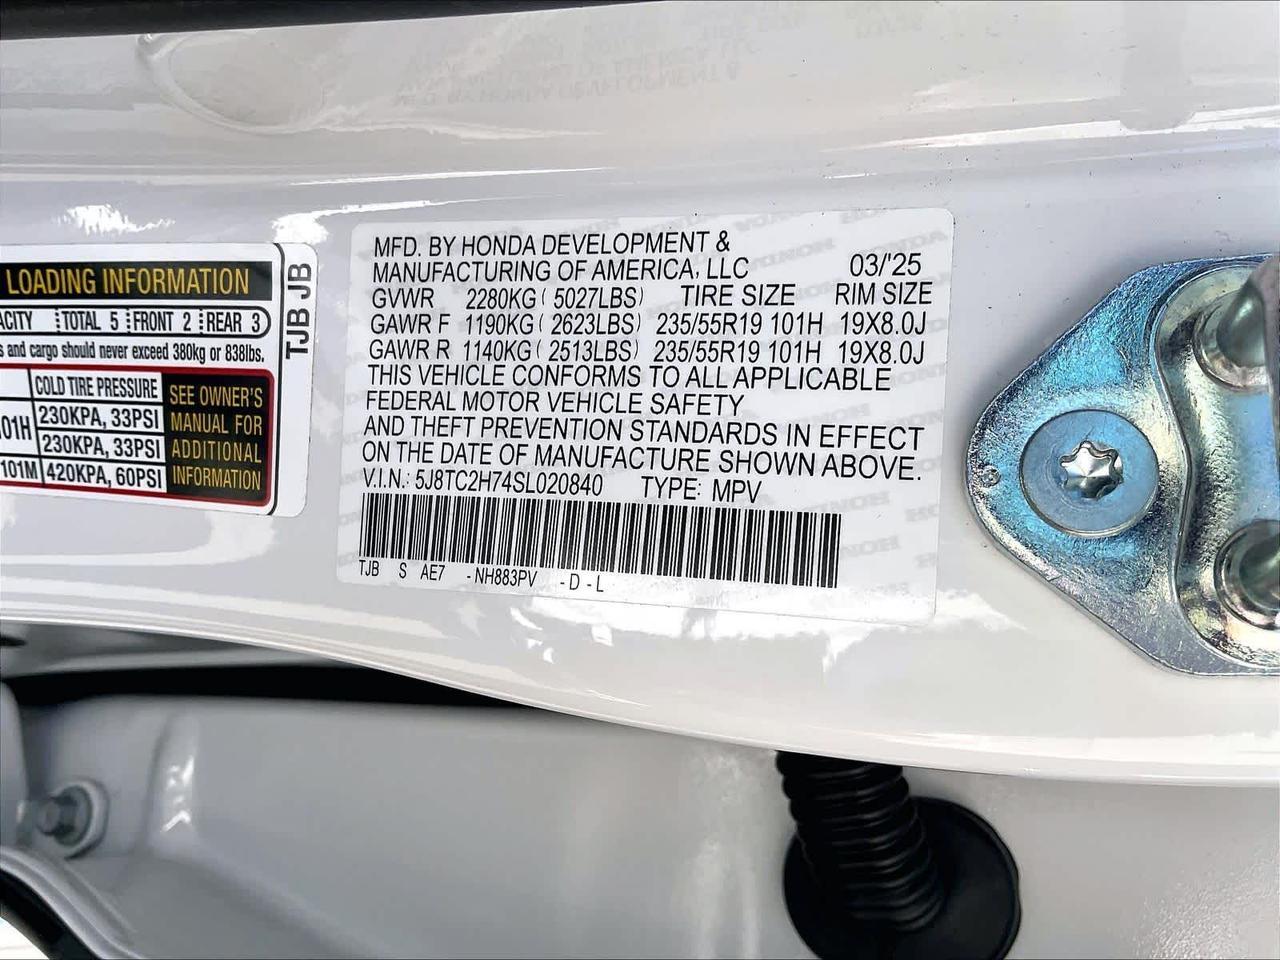 LOADING INFORMATION
ACITY TOTAL 5 FRONT 2 REAR 3
s and cargo should never exceed 380kg or 838lbs.
COLD TIRE PRESSURE
01H 230KPA, 33PSI
230KPA, 33PSI
101M 420KPA, 60PSI
SEE OWNER'S
MANUAL FOR
ADDITIONAL
INFORMATION
TJB JB
MFD. BY HONDA DEVELOPMENT &
MANUFACTURING OF AMERICA, LLC 03/'25
GVWR 2280KG ( 5027LBS) TIRE SIZE RIM SIZE
GAWR F 1190KG ( 2623LBS) 235/55R19 101H 19X8.0J
GAWR R 1140KG ( 2513LBS) 235/55R19 101H 19X8.0J
THIS VEHICLE CONFORMS TO ALL APPLICABLE
FEDERAL MOTOR VEHICLE SAFETY
AND THEFT PREVENTION STANDARDS IN EFFECT
ON THE DATE OF MANUFACTURE SHOWN ABOVE.
V.I.N.: 5J8TC2H74SL020840 TYPE: MPV
TJB S AE7 -NH883PV -D-L